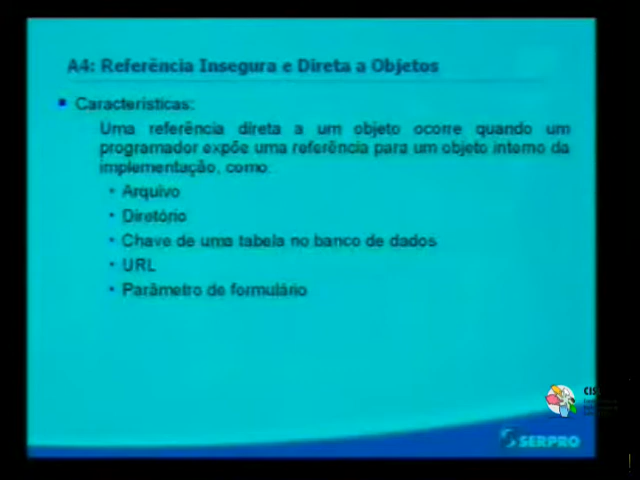 A4: Referência Insegura e Direta a Objetos
Características:
Uma referência direta a um objeto ocorre quando um
programador expõe uma referência para um objeto interno da
implementação, como:
Arquivo
Diretório
Chave de uma tabela no banco de dados
URL
Parâmetro de formulário
SERPRO